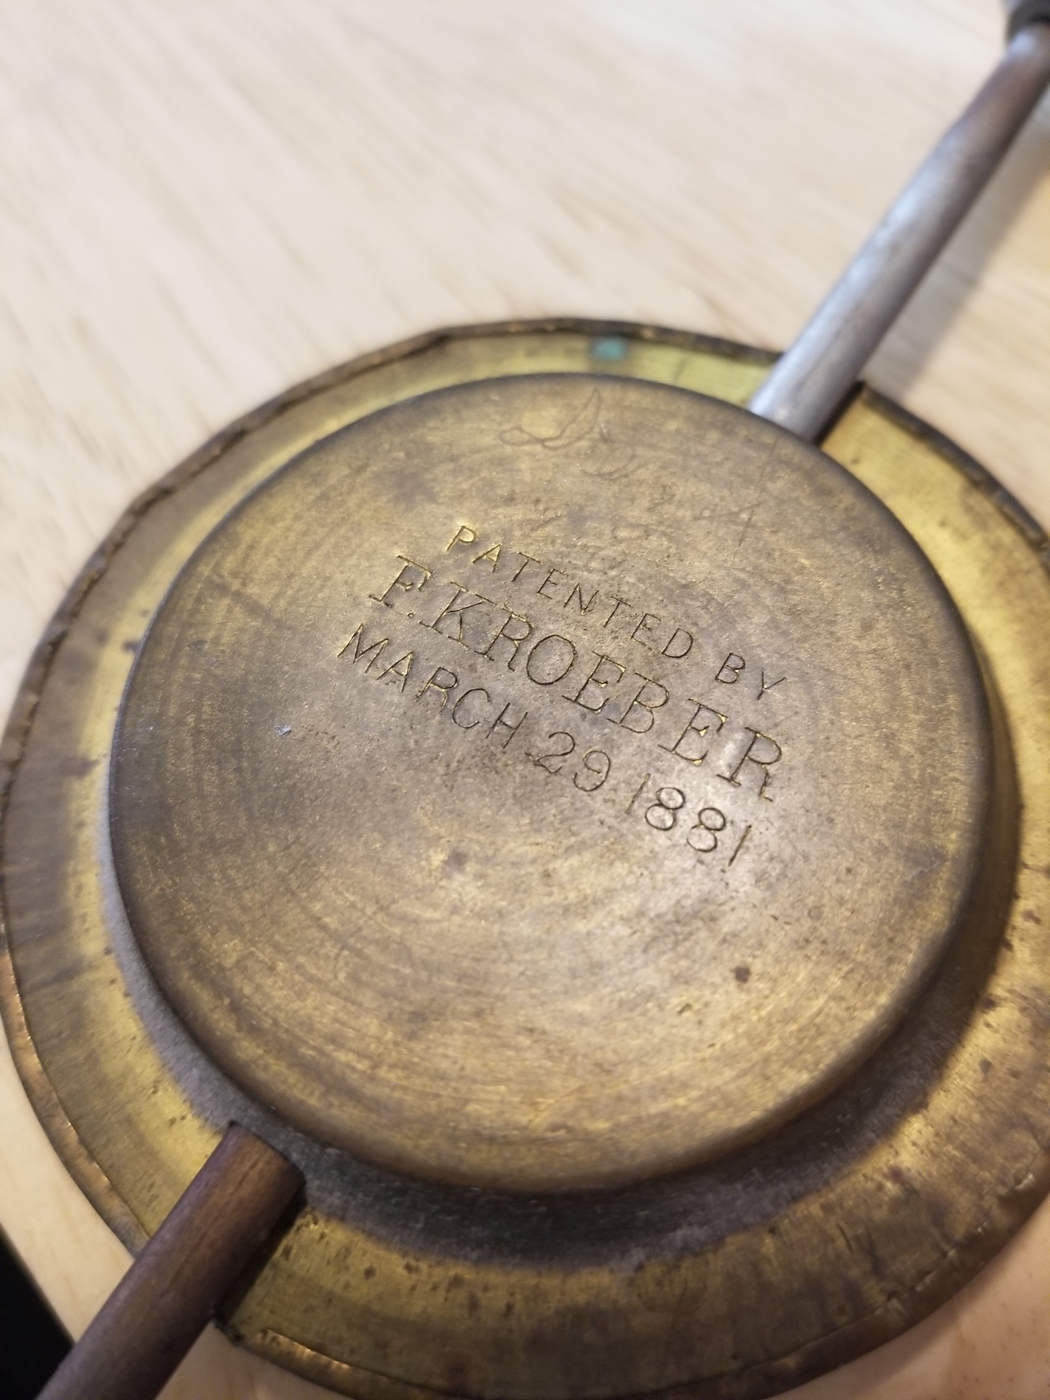 PATENTED BY
F. KROEBER
MARCH 29 1881